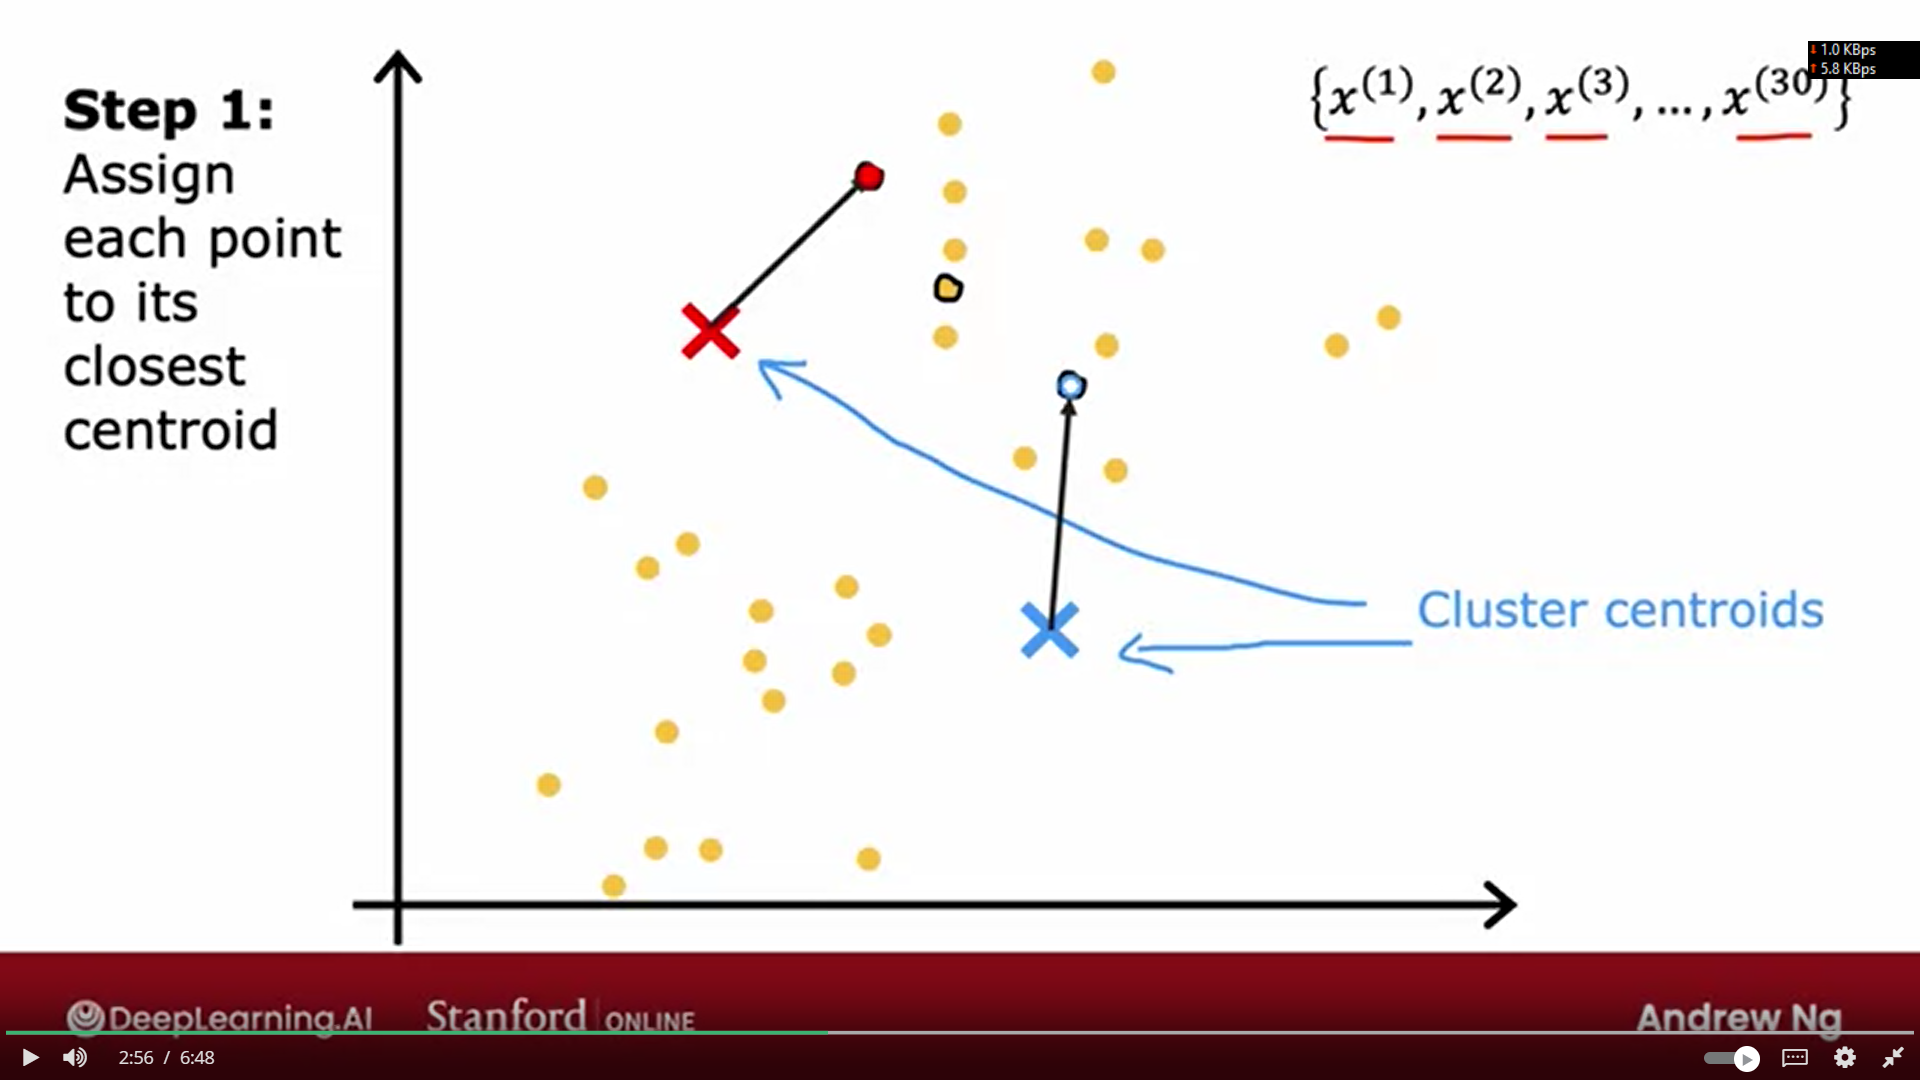 Step 1:
Assign
each point
to its
closest
centroid
1.0 KBps
5.8 KBps
{x⁽¹⁾, x⁽²⁾, x⁽³⁾, ..., x⁽³⁰⁾}
Cluster centroids
DeepLearning.AI
Stanford | ONLINE
Andrew Ng
2:56 / 6:48